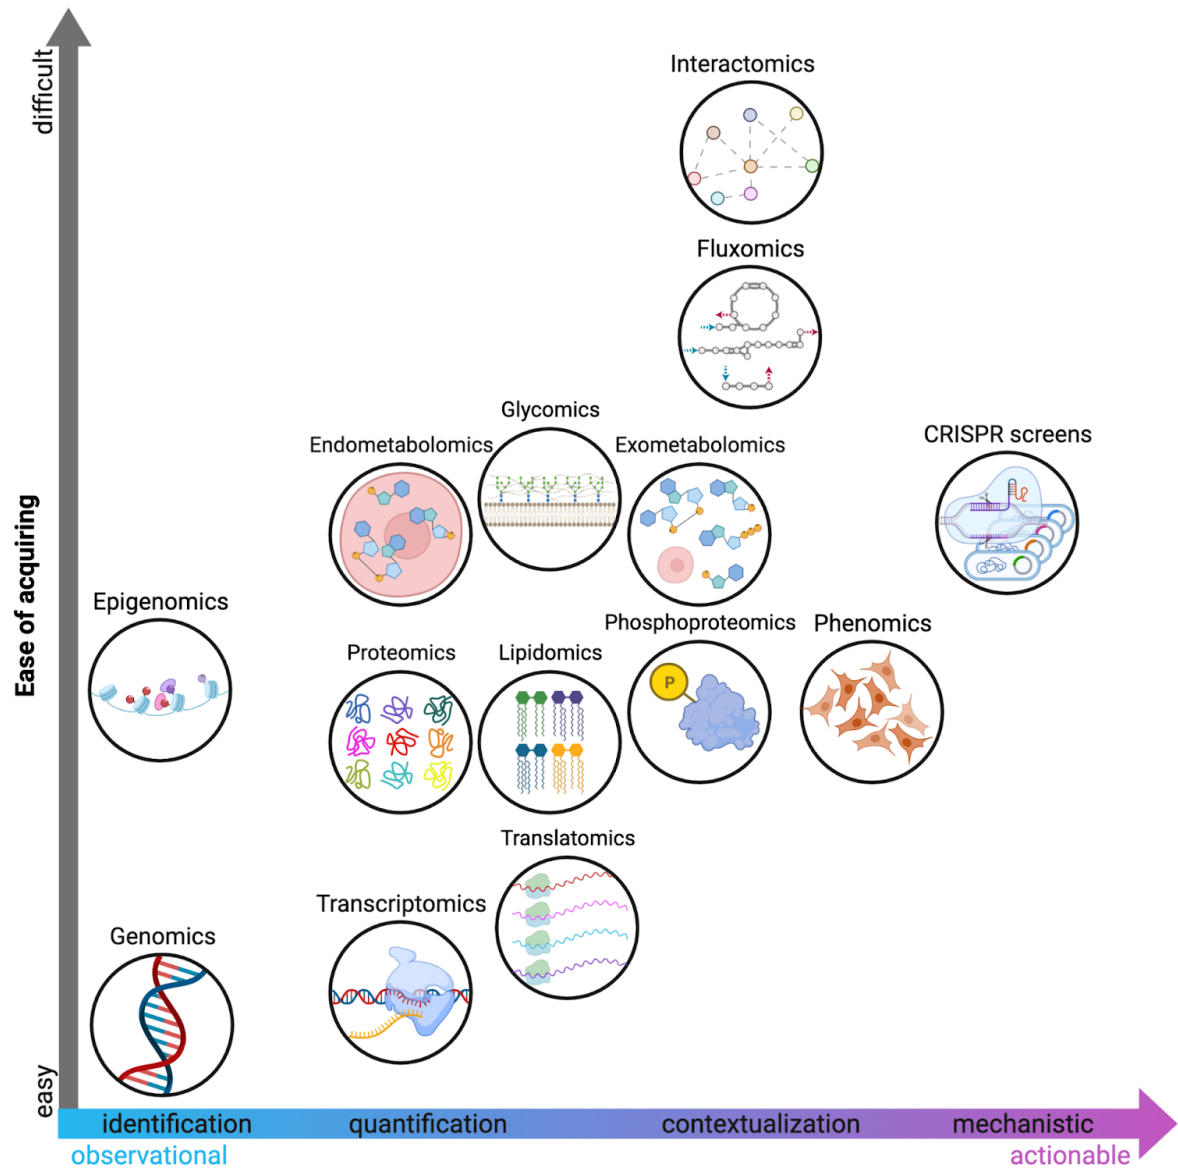 difficult
Interactomics
Fluxomics
Glycomics
Endometabolomics
Exometabolomics
CRISPR screens
Ease of acquiring
Epigenomics
Phosphoproteomics
Phenomics
Proteomics
Lipidomics
P
Translatomics
Transcriptomics
Genomics
easy
identification
quantification
contextualization
mechanistic
observational
actionable